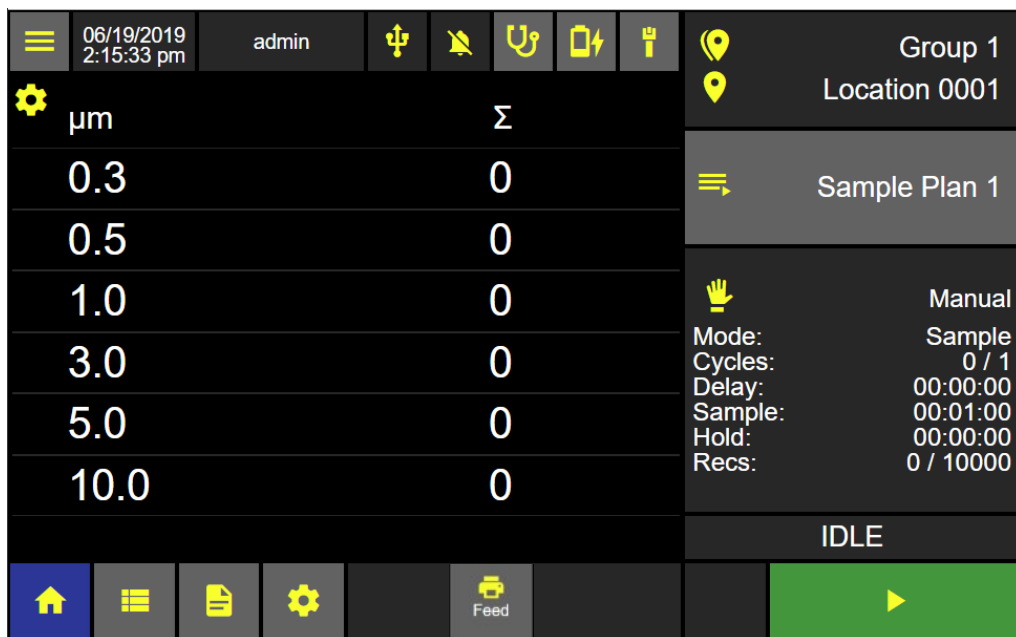 06/19/2019
2:15:33 pm
admin
Group 1
Location 0001
μm Σ
0.3 0
0.5 0
1.0 0
3.0 0
5.0 0
10.0 0
Sample Plan 1
Manual
Mode: Sample
Cycles: 0 / 1
Delay: 00:00:00
Sample: 00:01:00
Hold: 00:00:00
Recs: 0 / 10000
IDLE
Feed